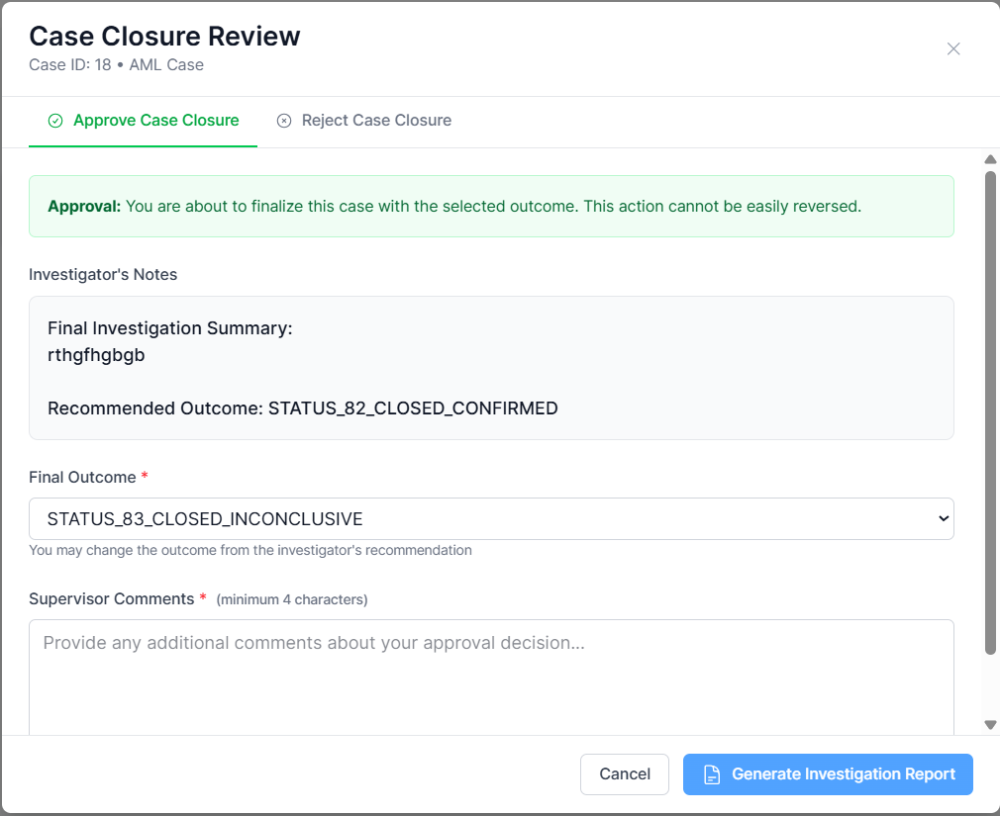 Case Closure Review
Case ID: 18 • AML Case
Approve Case Closure
Reject Case Closure
Approval: You are about to finalize this case with the selected outcome. This action cannot be easily reversed.
Investigator's Notes
Final Investigation Summary:
rthgfhgbgb
Recommended Outcome: STATUS_82_CLOSED_CONFIRMED
Final Outcome *
STATUS_83_CLOSED_INCONCLUSIVE
You may change the outcome from the investigator's recommendation
Supervisor Comments * (minimum 4 characters)
Provide any additional comments about your approval decision...
Cancel
Generate Investigation Report